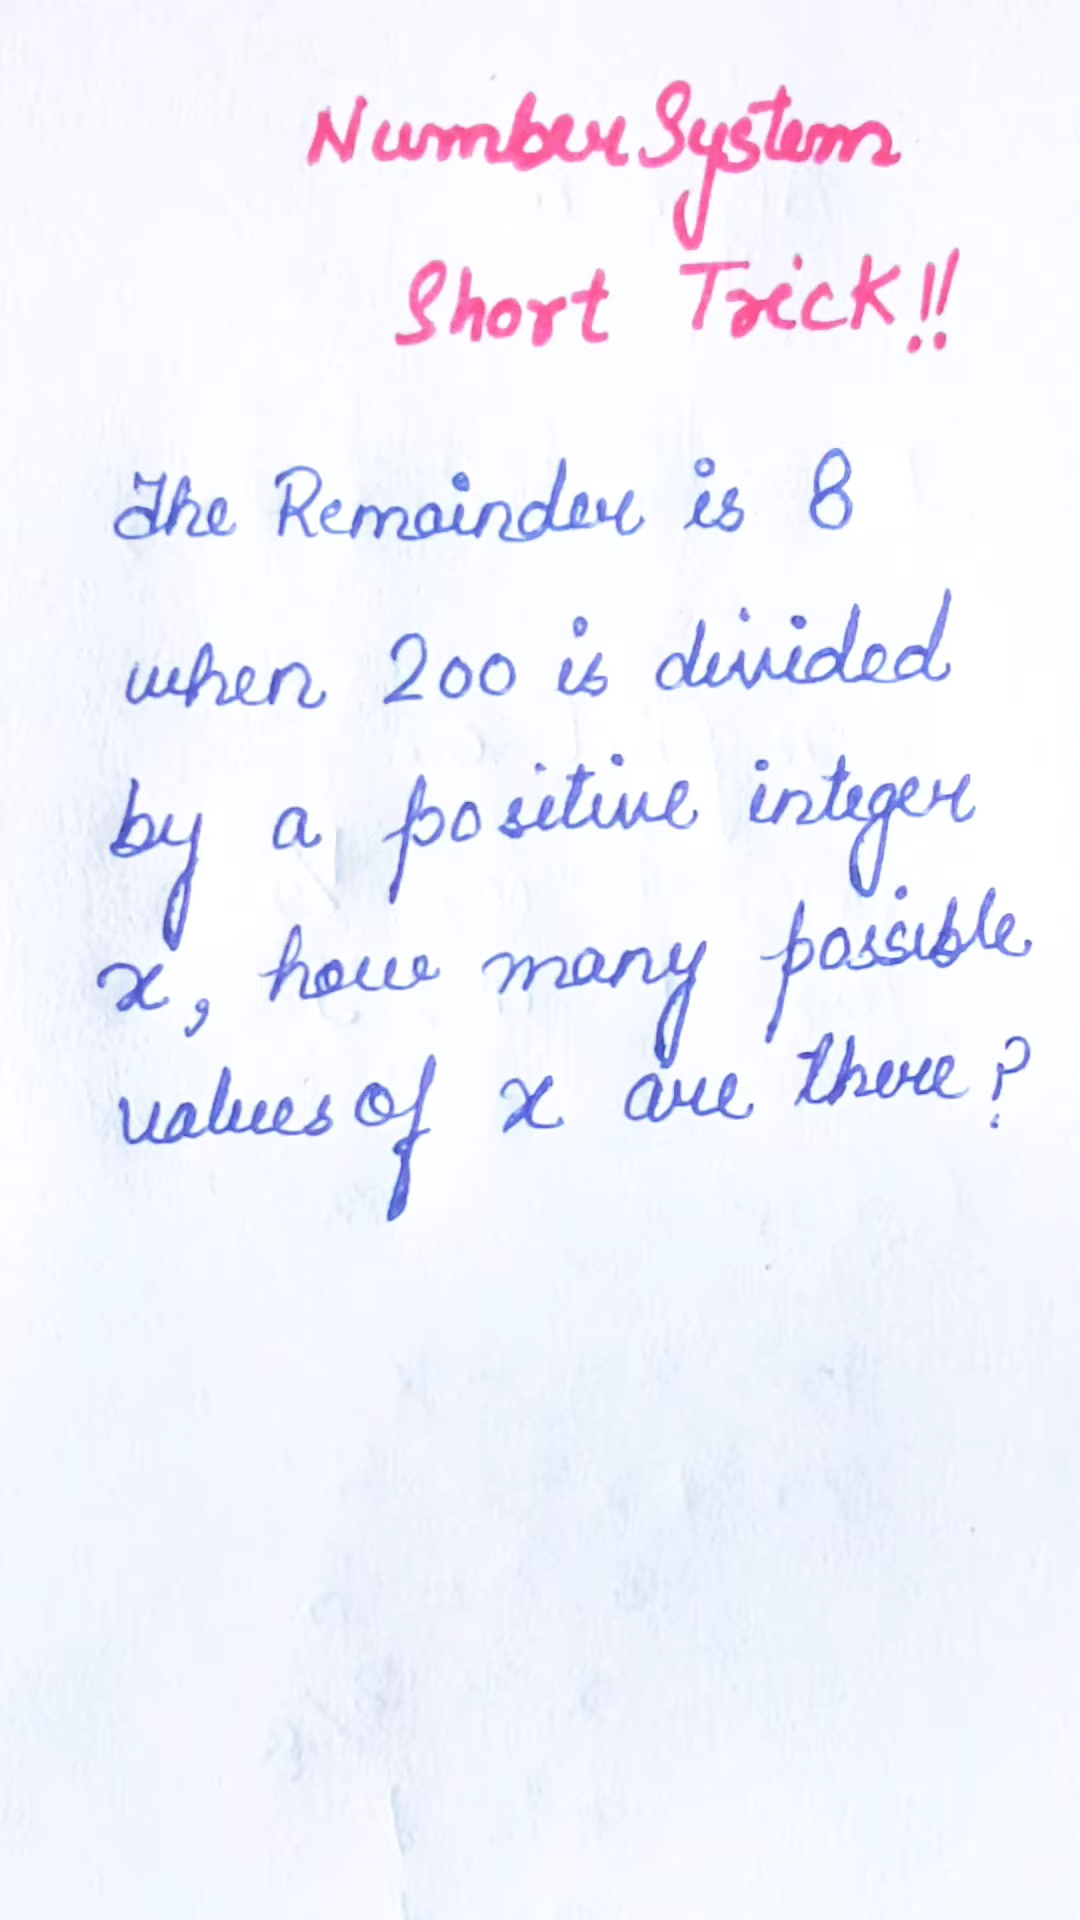 Number System
Short Trick!!
The Remainder is 8
when 200 is divided
by a positive integer
x, how many possible
values of x are there?